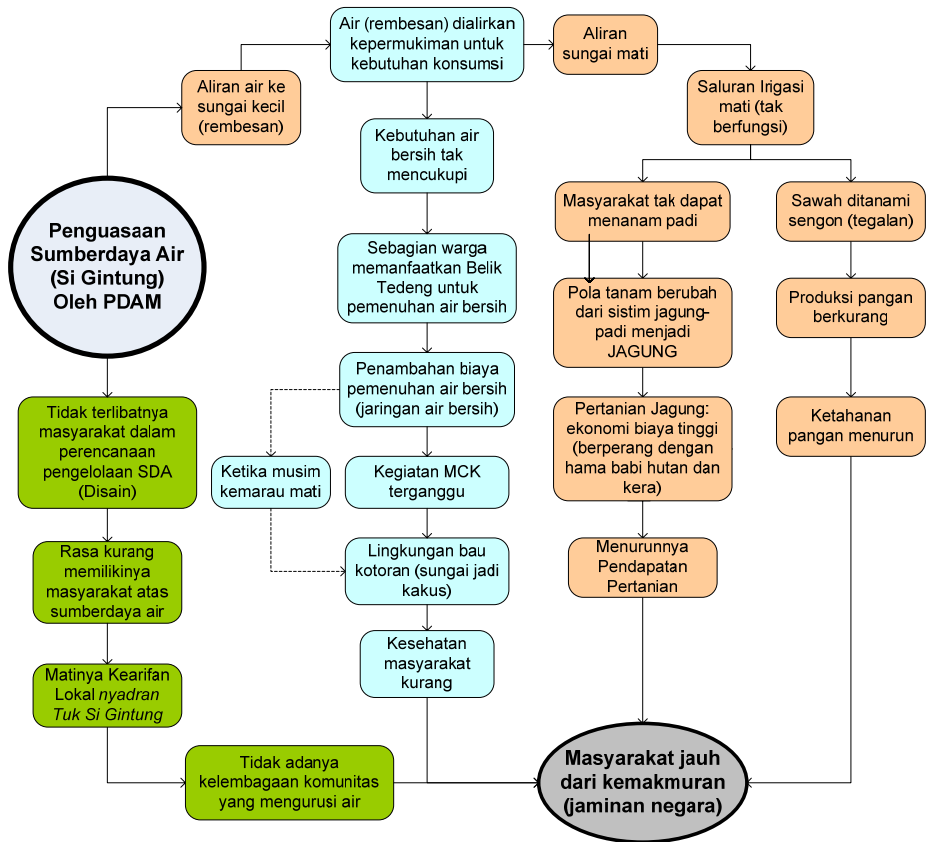 Air (rembesan) dialirkan
kepermukiman untuk
kebutuhan konsumsi
Aliran
sungai mati
Aliran air ke
sungai kecil
(rembesan)
Saluran Irigasi
mati (tak
berfungsi)
Kebutuhan air
bersih tak
mencukupi
Penguasaan
Sumberdaya Air
(Si Gintung)
Oleh PDAM
Masyarakat tak dapat
menanam padi
Sawah ditanami
sengon (tegalan)
Sebagian warga
memanfaatkan Belik
Tedeng untuk
pemenuhan air bersih
Pola tanam berubah
dari sistim jagung-
padi menjadi
JAGUNG
Produksi pangan
berkurang
Penambahan biaya
pemenuhan air bersih
(jaringan air bersih)
Tidak terlibatnya
masyarakat dalam
perencanaan
pengelolaan SDA
(Disain)
Pertanian Jagung:
ekonomi biaya tinggi
(berperang dengan
hama babi hutan dan
kera)
Ketahanan
pangan menurun
Ketika musim
kemarau mati
Kegiatan MCK
terganggu
Rasa kurang
memilikinya
masyarakat atas
sumberdaya air
Lingkungan bau
kotoran (sungai jadi
kakus)
Menurunnya
Pendapatan
Pertanian
Kesehatan
masyarakat
kurang
Matinya Kearifan
Lokal nyadran
Tuk Si Gintung
Tidak adanya
kelembagaan komunitas
yang mengurusi air
Masyarakat jauh
dari kemakmuran
(jaminan negara)